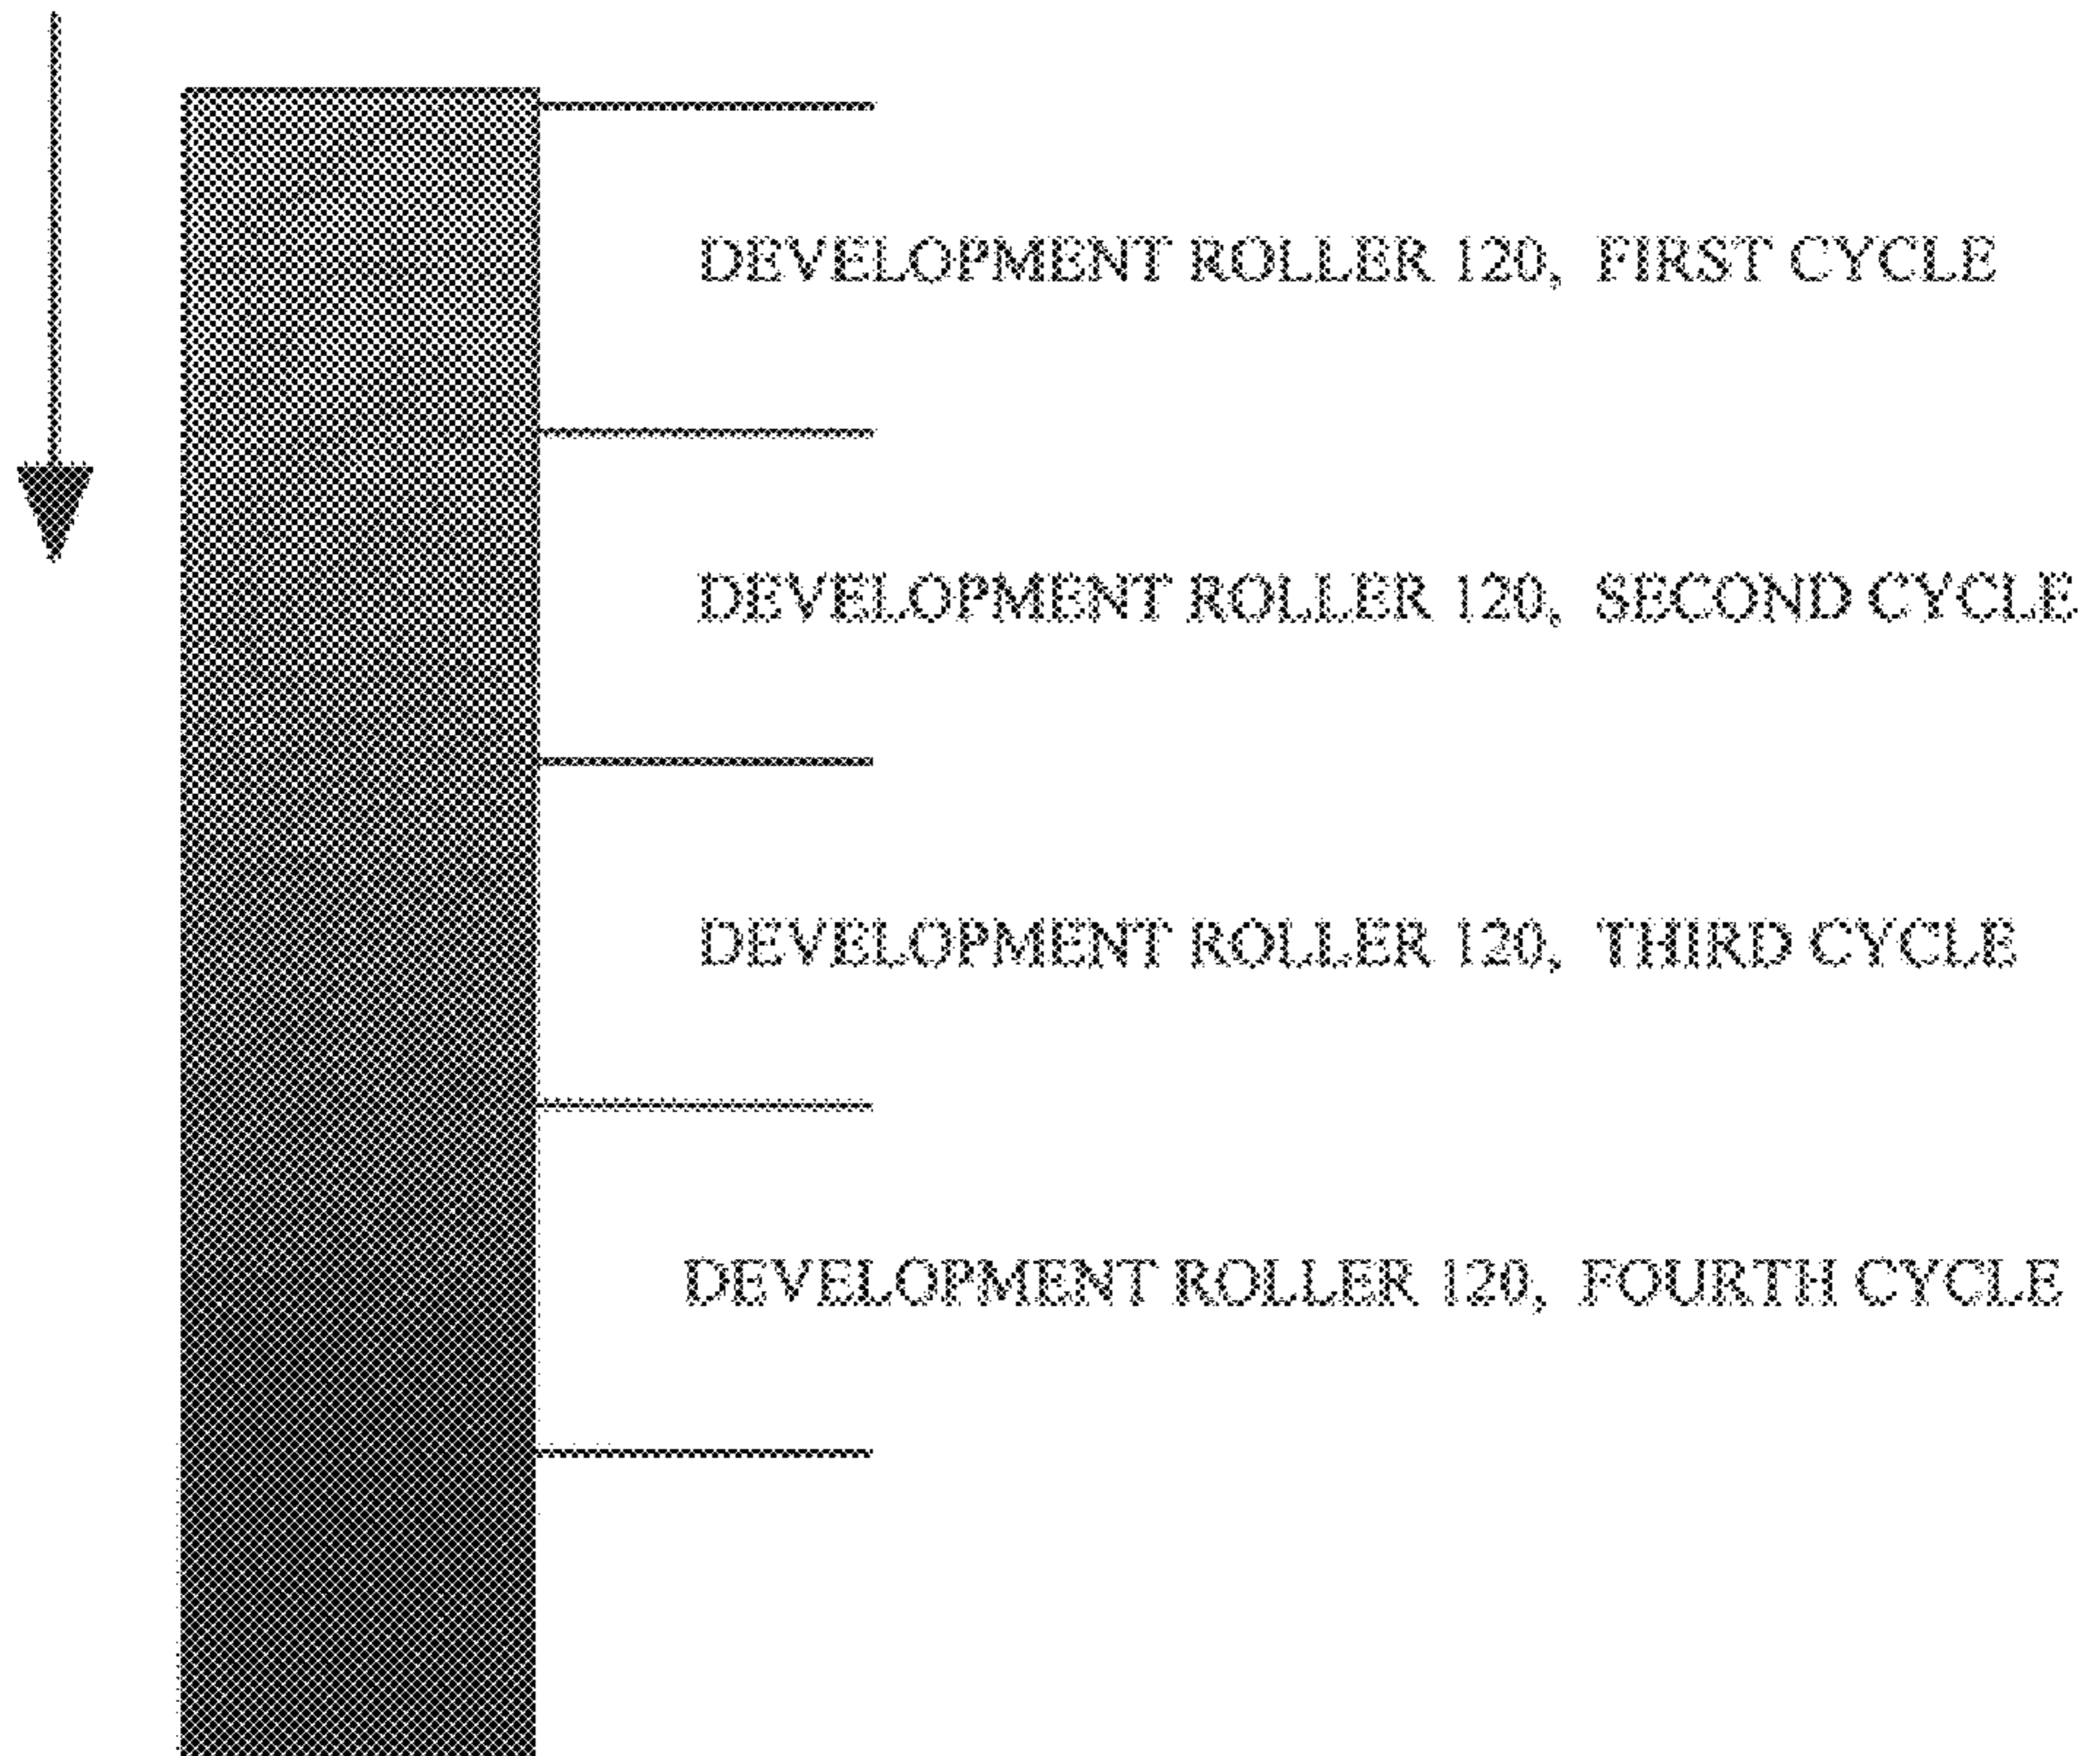 DEVELOPMENT ROLLER 120, FIRST CYCLE
DEVELOPMENT ROLLER 120, SECOND CYCLE
DEVELOPMENT ROLLER 120, THIRD CYCLE
DEVELOPMENT ROLLER 120, FOURTH CYCLE